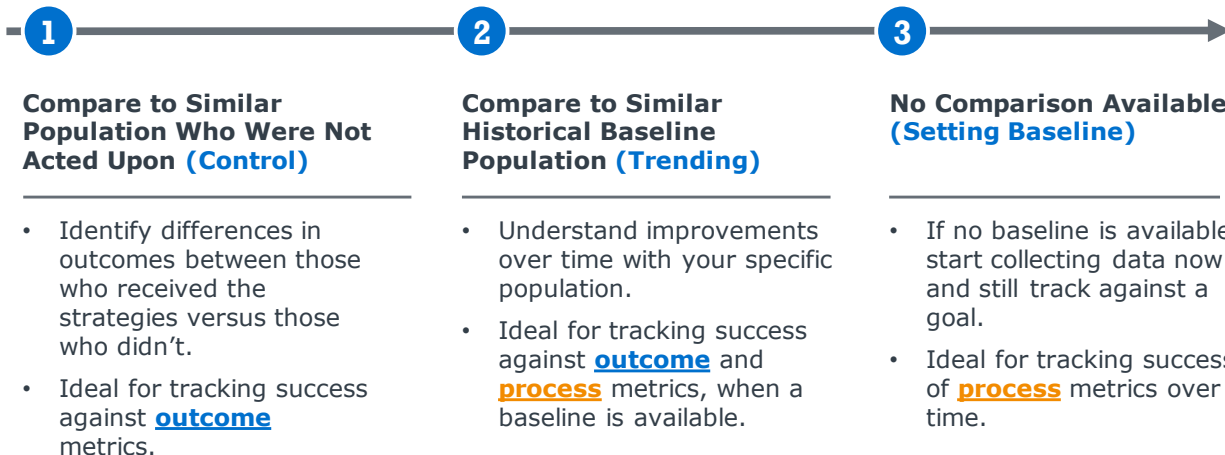 1
2
3
Compare to Similar
Population Who Were Not
Acted Upon (Control)
• Identify differences in
outcomes between those
who received the
strategies versus those
who didn’t.
• Ideal for tracking success
against outcome
metrics.
Compare to Similar
Historical Baseline
Population (Trending)
• Understand improvements
over time with your specific
population.
• Ideal for tracking success
against outcome and
process metrics, when a
baseline is available.
No Comparison Available
(Setting Baseline)
• If no baseline is available
start collecting data now
and still track against a
goal.
• Ideal for tracking success
of process metrics over
time.